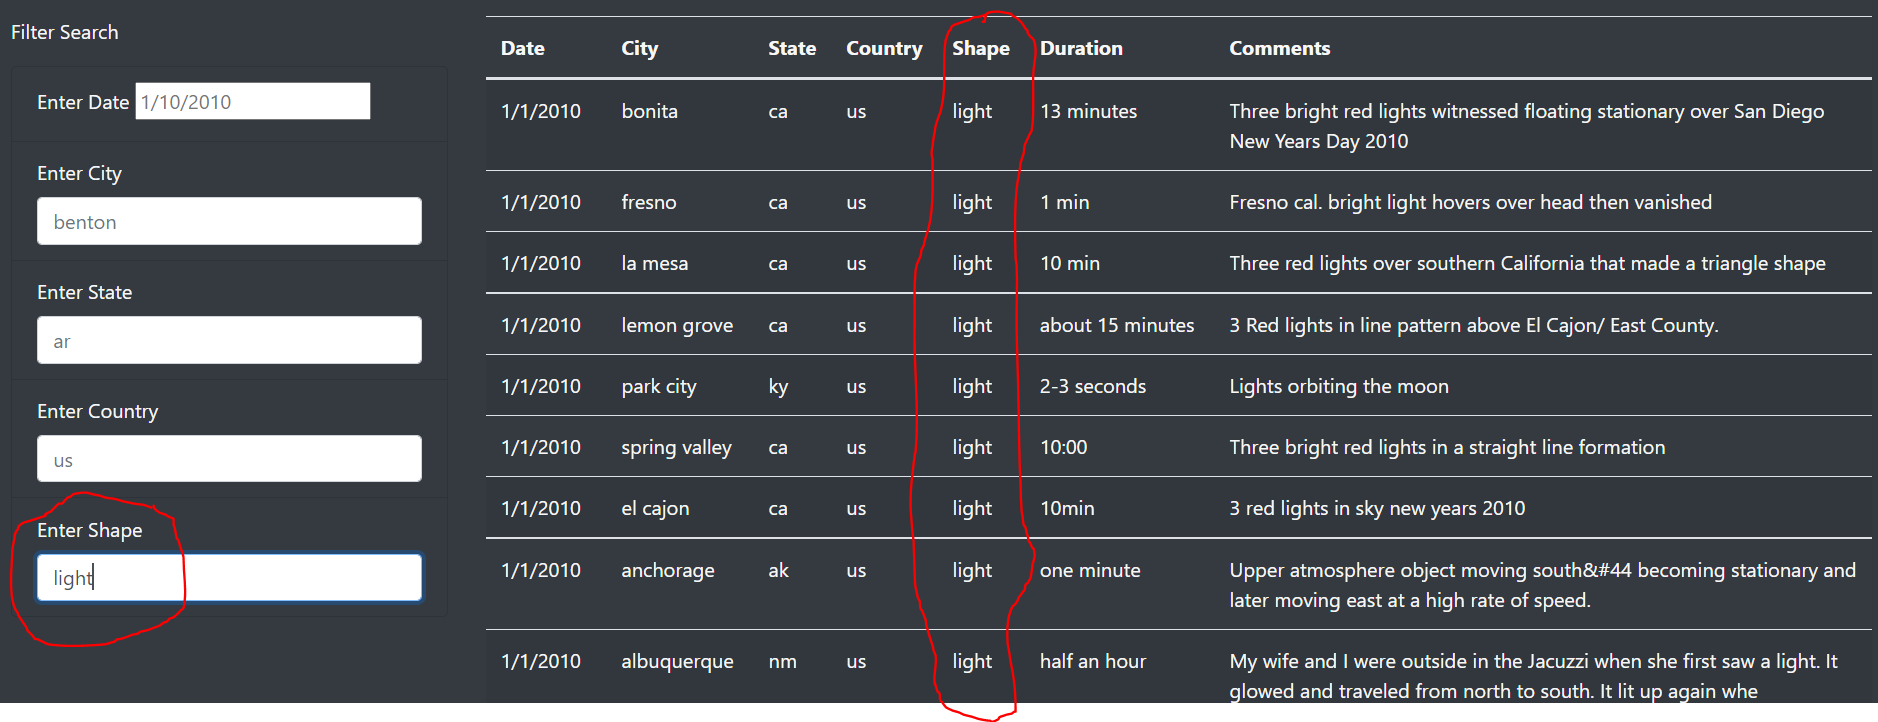 Filter Search
Enter Date 1/10/2010
Enter City
benton
Enter State
ar
Enter Country
us
Enter Shape
light
Date City State Country Shape Duration Comments
1/1/2010 bonita ca us light 13 minutes Three bright red lights witnessed floating stationary over San Diego
New Years Day 2010
1/1/2010 fresno ca us light 1 min Fresno cal. bright light hovers over head then vanished
1/1/2010 la mesa ca us light 10 min Three red lights over southern California that made a triangle shape
1/1/2010 lemon grove ca us light about 15 minutes 3 Red lights in line pattern above El Cajon/ East County.
1/1/2010 park city ky us light 2-3 seconds Lights orbiting the moon
1/1/2010 spring valley ca us light 10:00 Three bright red lights in a straight line formation
1/1/2010 el cajon ca us light 10min 3 red lights in sky new years 2010
1/1/2010 anchorage ak us light one minute Upper atmosphere object moving south&#44 becoming stationary and
later moving east at a high rate of speed.
1/1/2010 albuquerque nm us light half an hour My wife and I were outside in the Jacuzzi when she first saw a light. It
glowed and traveled from north to south. It lit up again whe